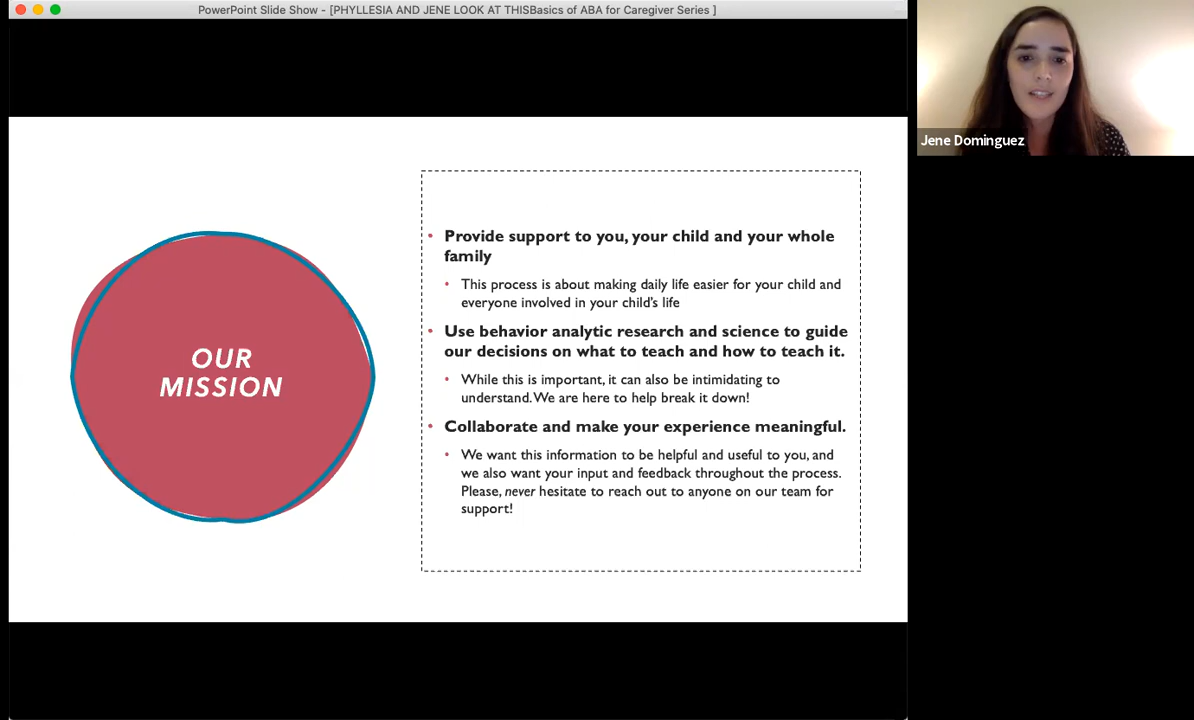 PowerPoint Slide Show - [PHYLLESIA AND JENE LOOK AT THISBasics of ABA for Caregiver Series ]
Jene Dominguez
OUR
MISSION
• Provide support to you, your child and your whole
family
• This process is about making daily life easier for your child and
everyone involved in your child's life
• Use behavior analytic research and science to guide
our decisions on what to teach and how to teach it.
• While this is important, it can also be intimidating to
understand. We are here to help break it down!
• Collaborate and make your experience meaningful.
• We want this information to be helpful and useful to you, and
we also want your input and feedback throughout the process.
Please, never hesitate to reach out to anyone on our team for
support!